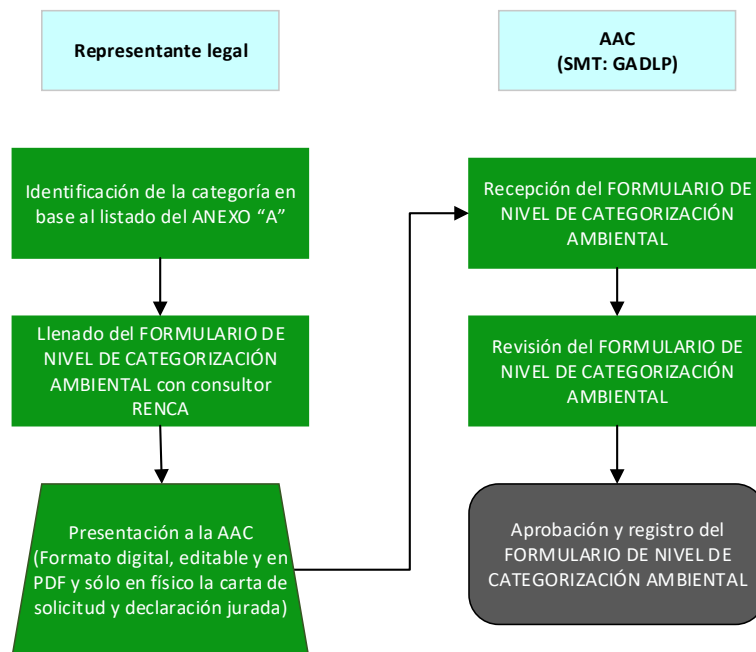 Representante legal
AAC
(SMT: GADLP)
Identificación de la categoría en
base al listado del ANEXO “A”
Llenado del FORMULARIO DE
NIVEL DE CATEGORIZACIÓN
AMBIENTAL con consultor
RENCA
Presentación a la AAC
(Formato digital, editable y en
PDF y sólo en físico la carta de
solicitud y declaración jurada)
Recepción del FORMULARIO DE
NIVEL DE CATEGORIZACIÓN
AMBIENTAL
Revisión del FORMULARIO DE
NIVEL DE CATEGORIZACIÓN
AMBIENTAL
Aprobación y registro del
FORMULARIO DE NIVEL DE
CATEGORIZACIÓN AMBIENTAL